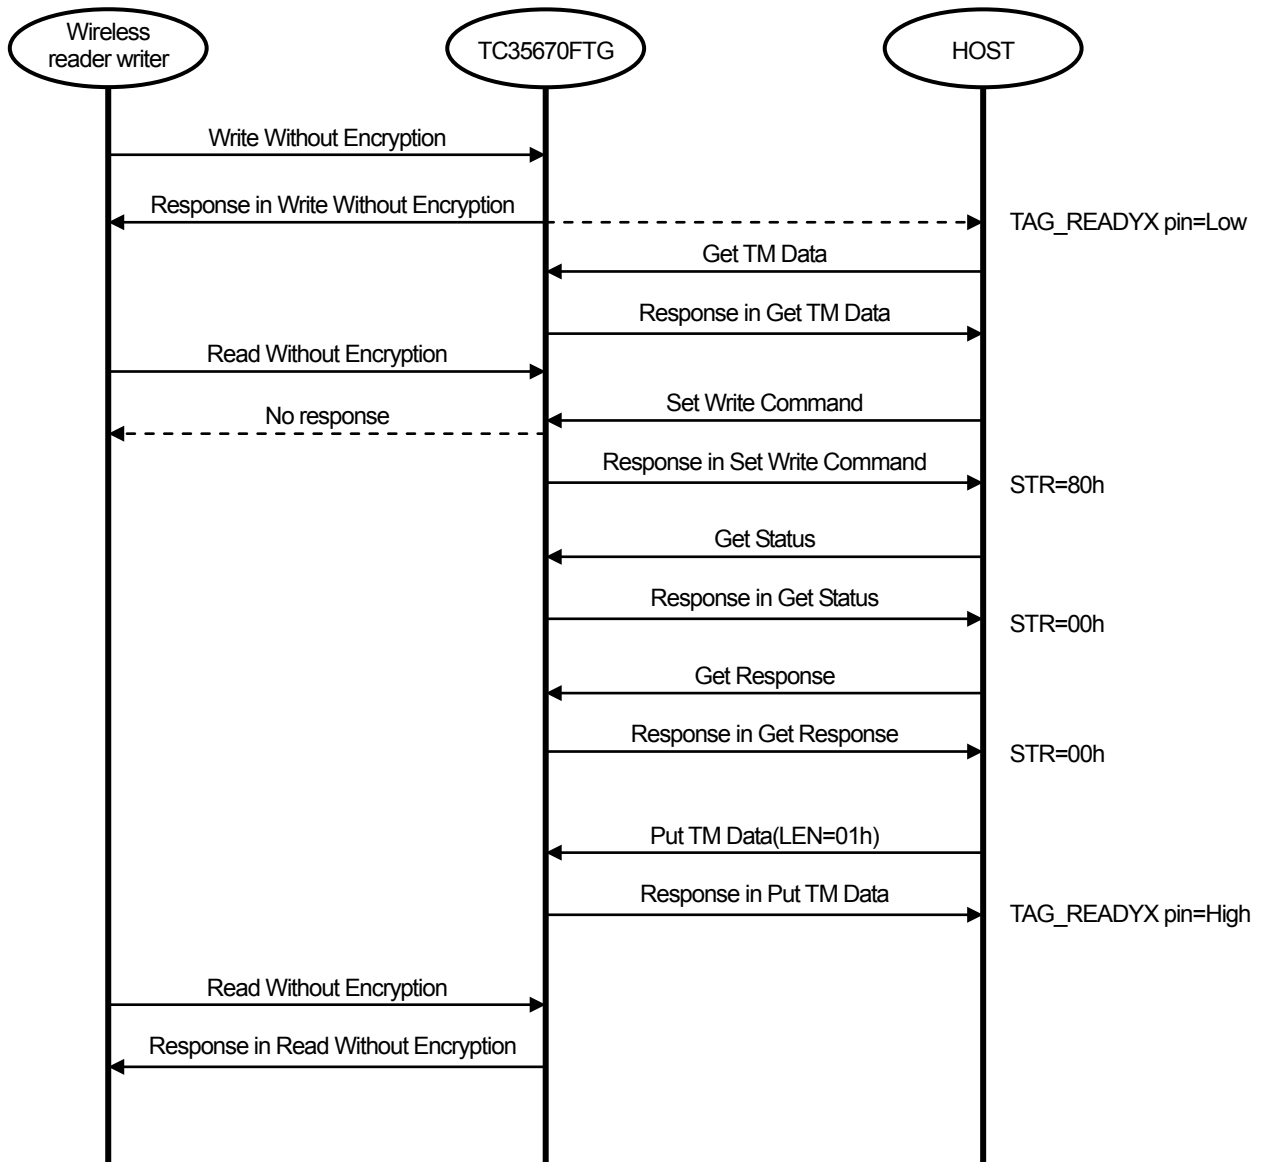 Wireless
reader writer
TC35670FTG
HOST
Write Without Encryption
Response in Write Without Encryption
TAG_READYX pin=Low
Get TM Data
Response in Get TM Data
Read Without Encryption
Set Write Command
No response
Response in Set Write Command
STR=80h
Get Status
Response in Get Status
STR=00h
Get Response
Response in Get Response
STR=00h
Put TM Data(LEN=01h)
Response in Put TM Data
TAG_READYX pin=High
Read Without Encryption
Response in Read Without Encryption